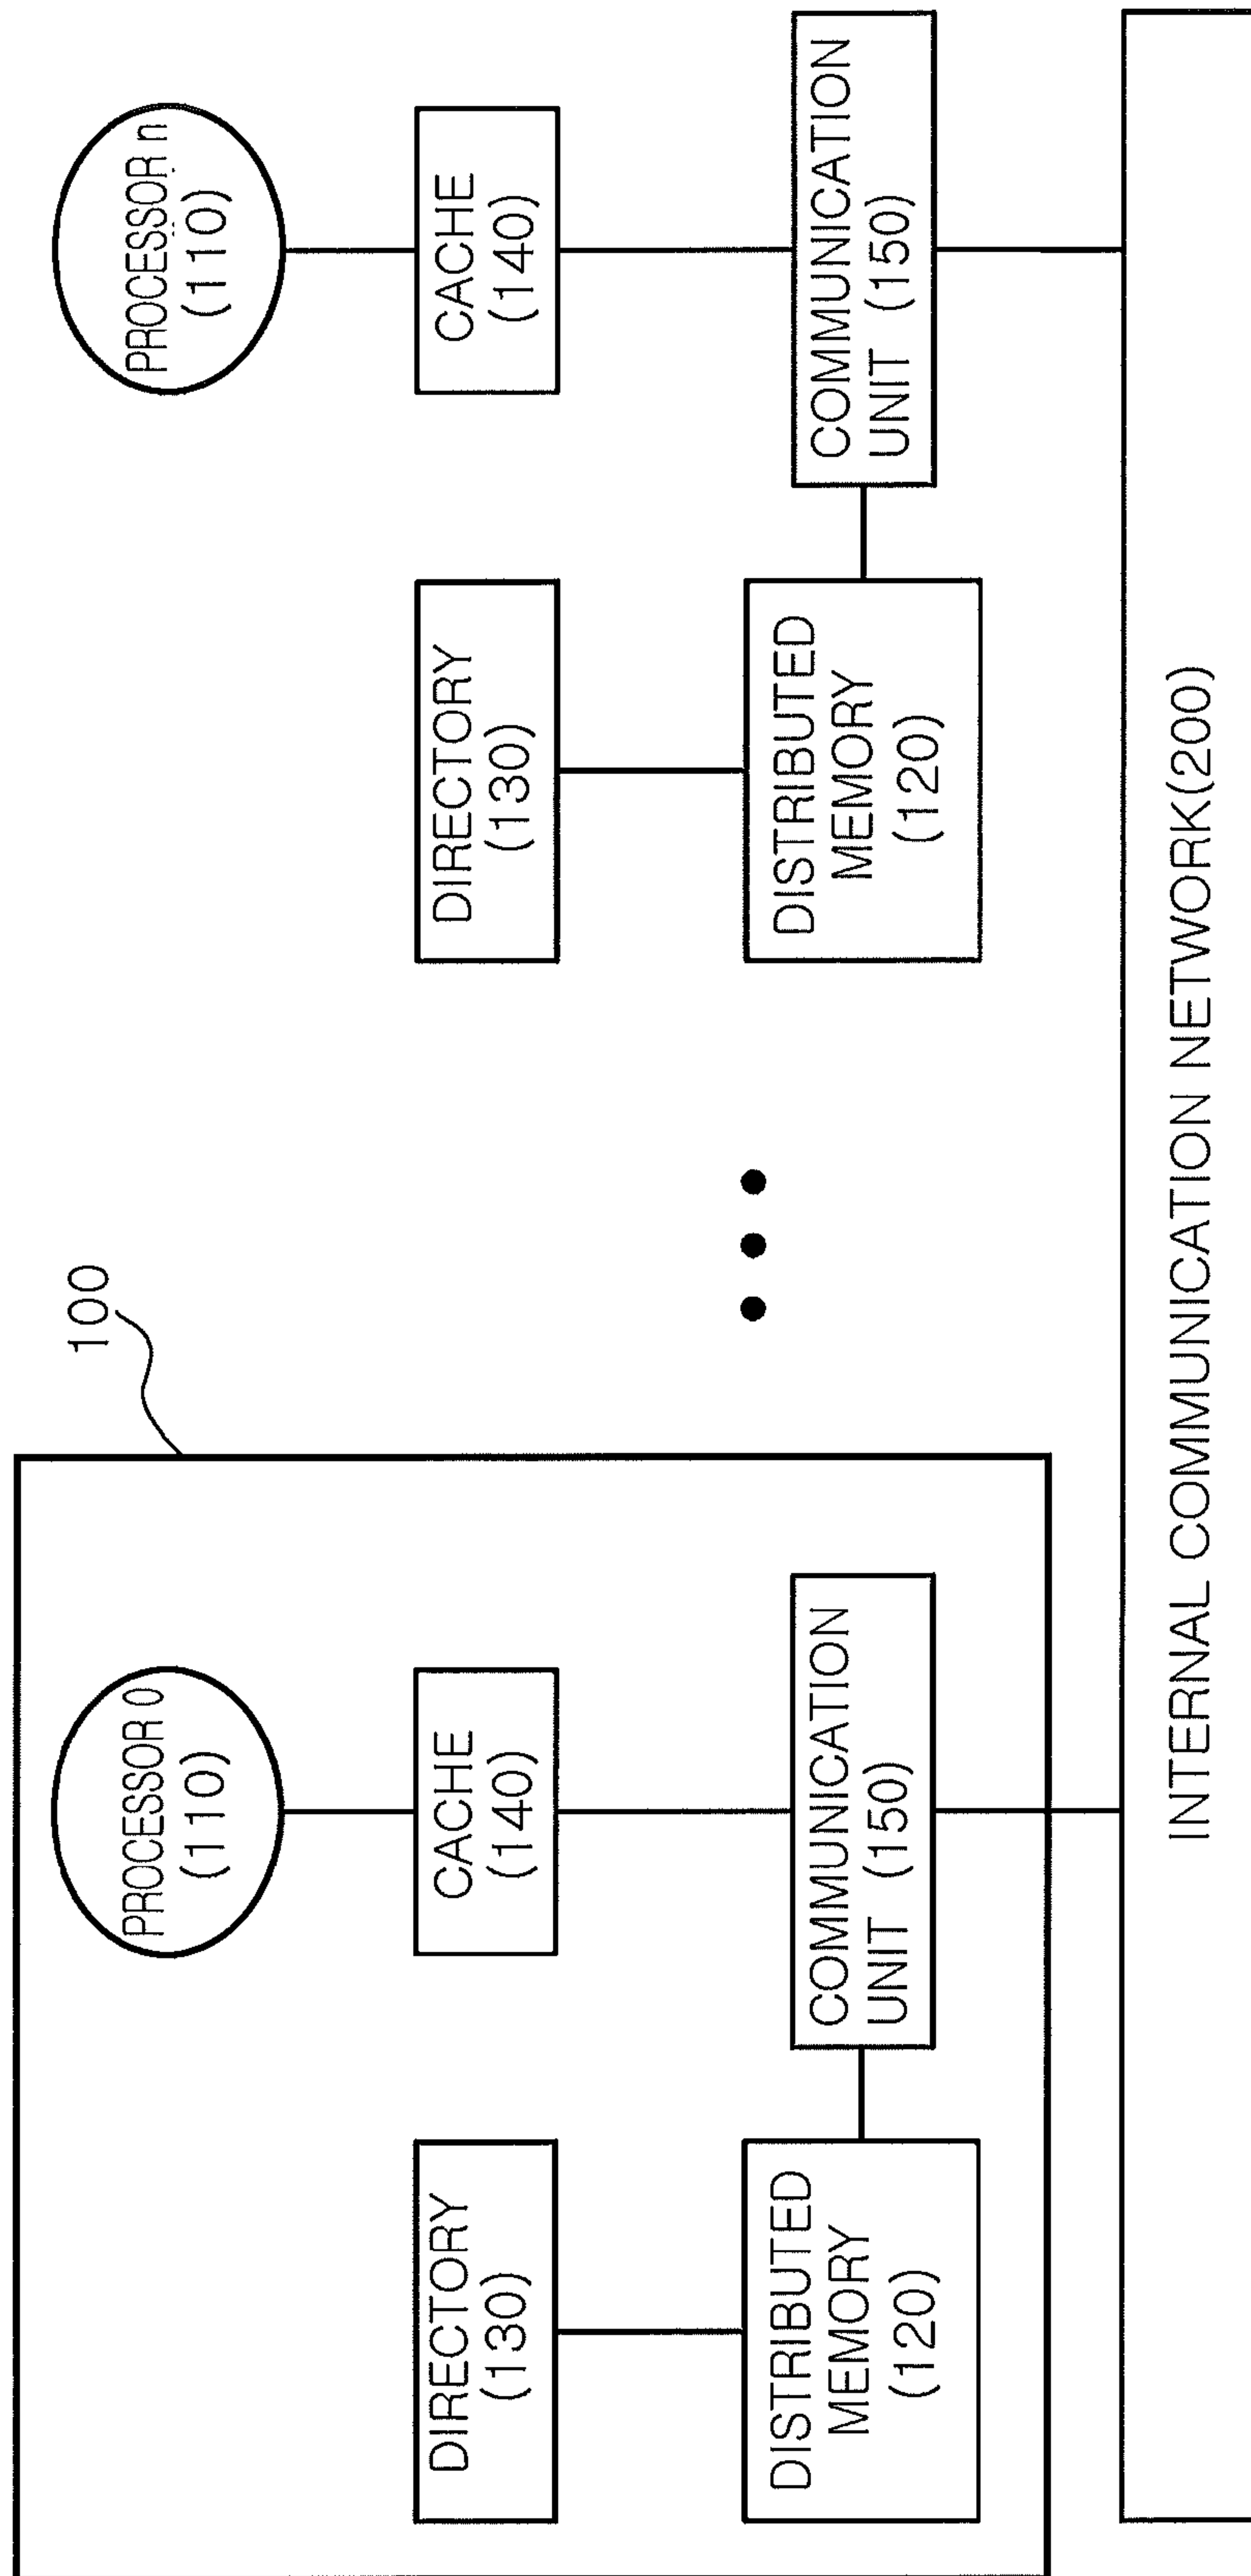 100
PROCESSOR 0
(110)
DIRECTORY
(130)
CACHE
(140)
DISTRIBUTED
MEMORY
(120)
COMMUNICATION
UNIT (150)
PROCESSOR n
(110)
DIRECTORY
(130)
CACHE
(140)
DISTRIBUTED
MEMORY
(120)
COMMUNICATION
UNIT (150)
INTERNAL COMMUNICATION NETWORK(200)